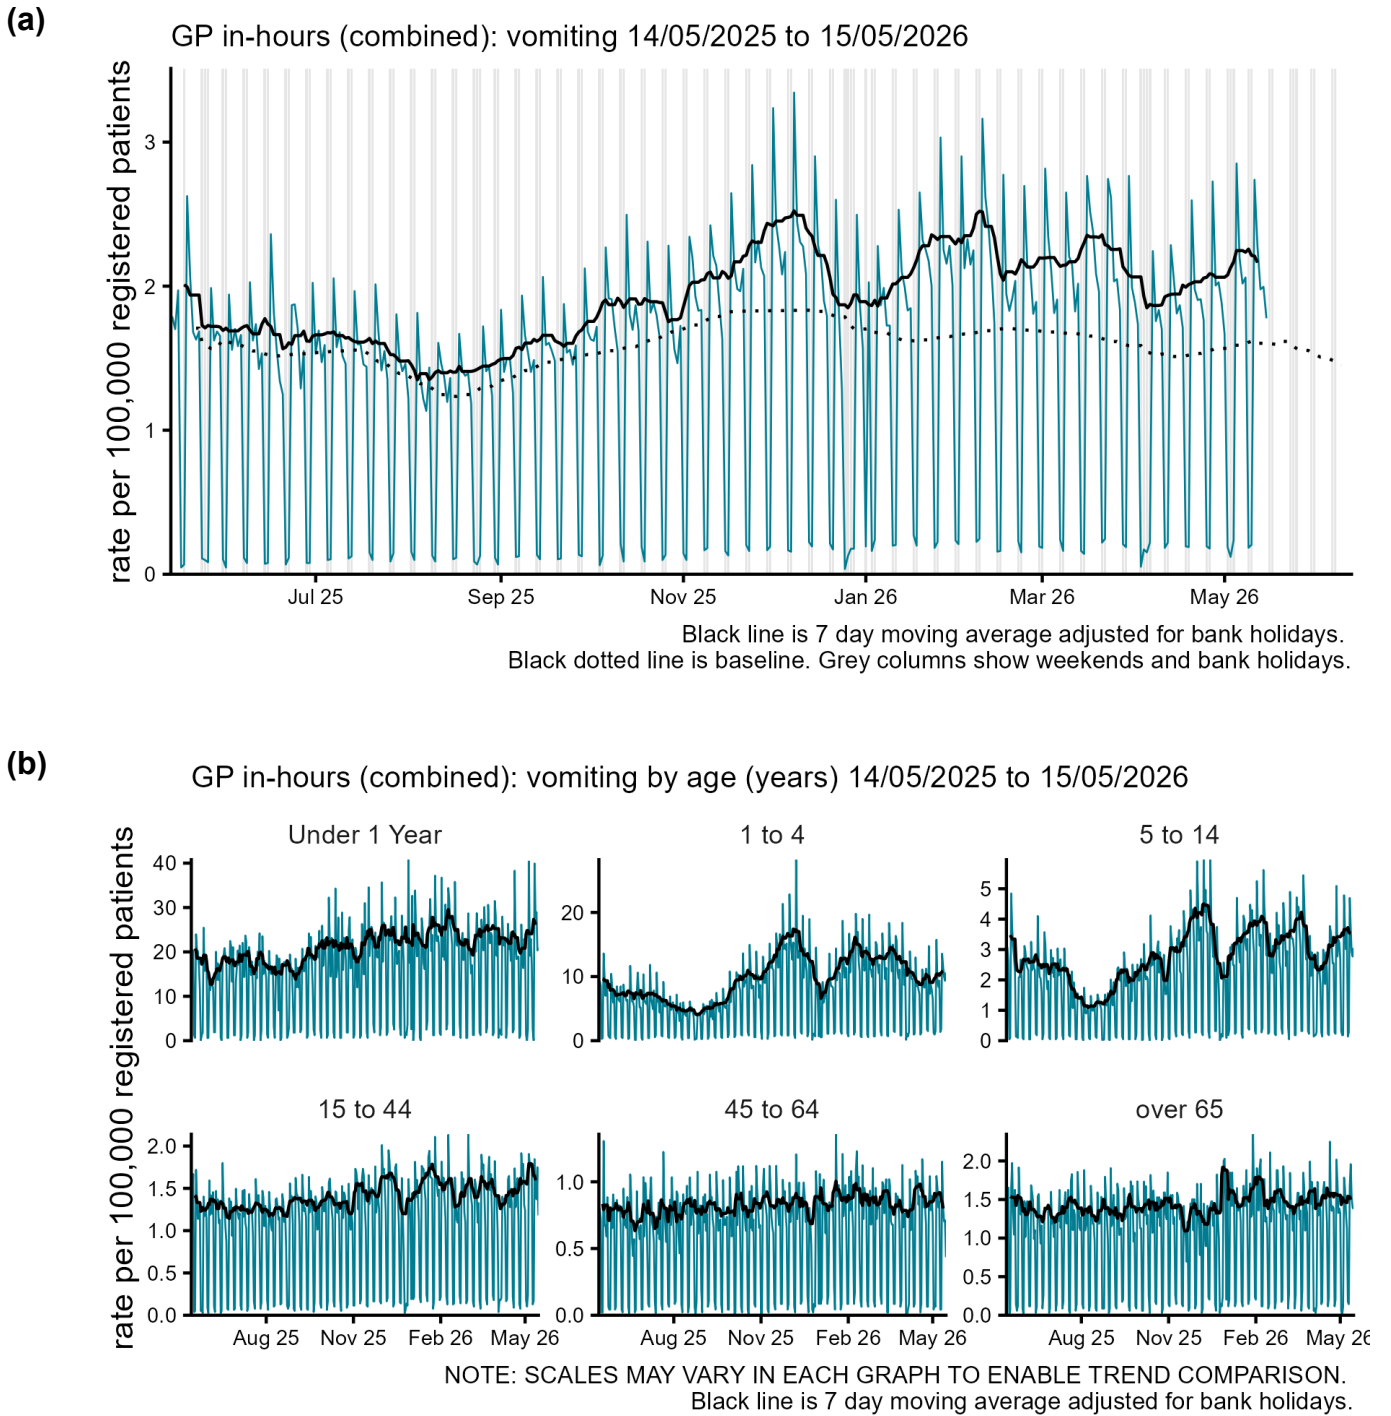 (a)
GP in-hours (combined): vomiting 14/05/2025 to 15/05/2026
rate per 100,000 registered patients
3
2
1
0
Jul 25 Sep 25 Nov 25 Jan 26 Mar 26 May 26
Black line is 7 day moving average adjusted for bank holidays.
Black dotted line is baseline. Grey columns show weekends and bank holidays.
(b)
GP in-hours (combined): vomiting by age (years) 14/05/2025 to 15/05/2026
rate per 100,000 registered patients
Under 1 Year
40
30
20
10
0
1 to 4
20
10
0
5 to 14
5
4
3
2
1
0
15 to 44
2.0
1.5
1.0
0.5
0.0
Aug 25 Nov 25 Feb 26 May 26
45 to 64
1.0
0.5
0.0
Aug 25 Nov 25 Feb 26 May 26
over 65
2.0
1.5
1.0
0.5
0.0
Aug 25 Nov 25 Feb 26 May 26
NOTE: SCALES MAY VARY IN EACH GRAPH TO ENABLE TREND COMPARISON.
Black line is 7 day moving average adjusted for bank holidays.